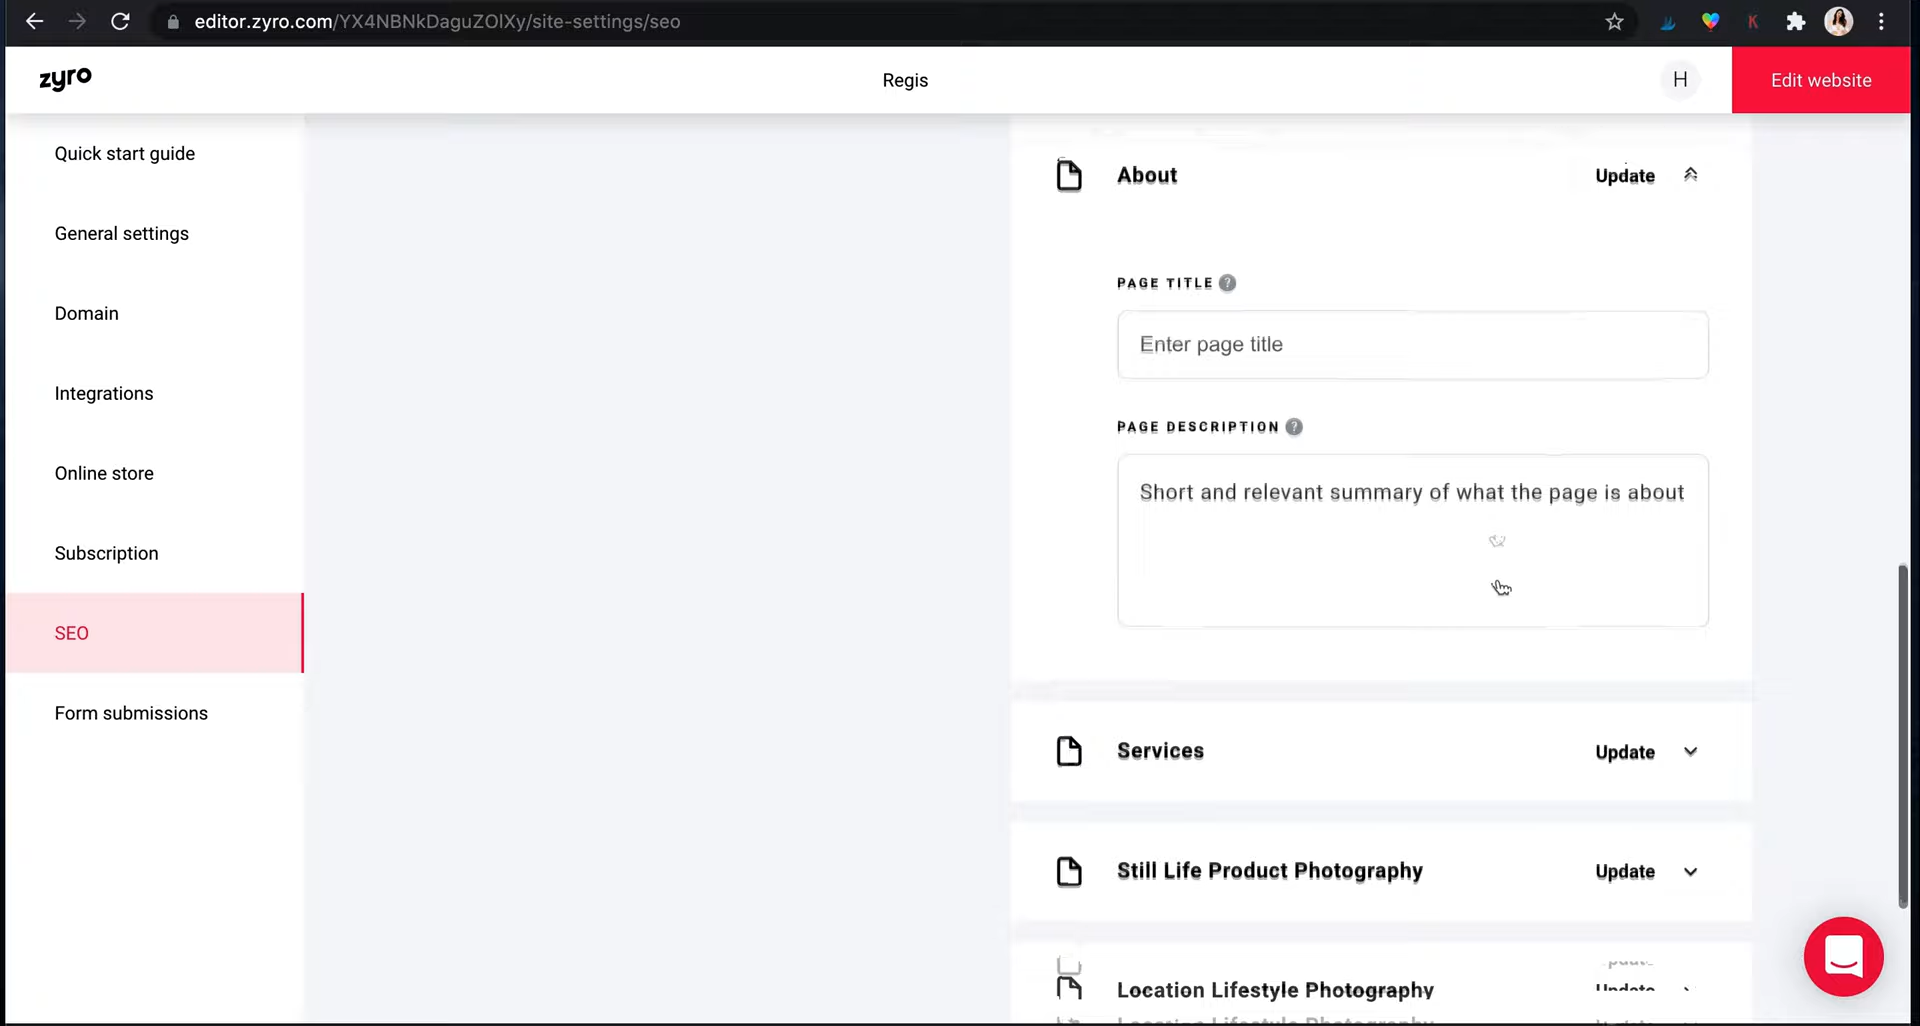 editor.zyro.com/YX4NBNkDaguZOlXy/site-settings/seo
K
zyro
Regis
H
Edit website
Quick start guide
General settings
Domain
Integrations
Online store
Subscription
SEO
Form submissions
About
Update
PAGE TITLE ?
Enter page title
PAGE DESCRIPTION ?
Short and relevant summary of what the page is about
Services
Update
Still Life Product Photography
Update
Location Lifestyle Photography
Update